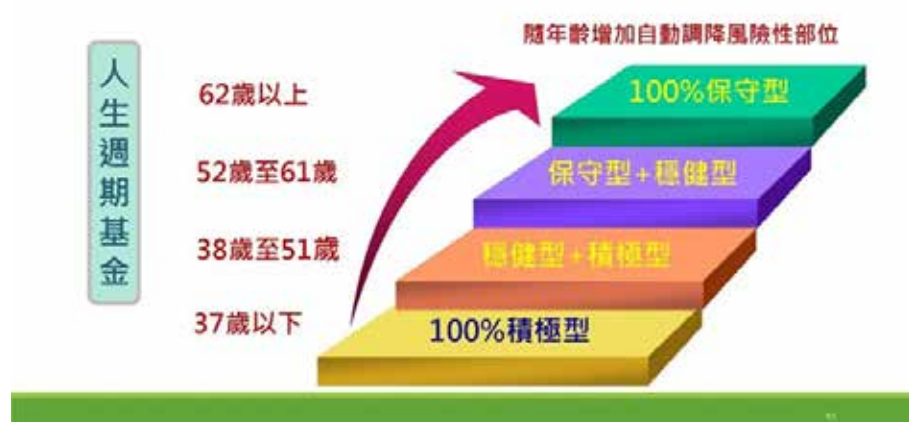 人生週期基金
隨年齡增加自動調降風險性部位
62歲以上
100%保守型
52歲至61歲
保守型+穩健型
38歲至51歲
穩健型+積極型
37歲以下
100%積極型